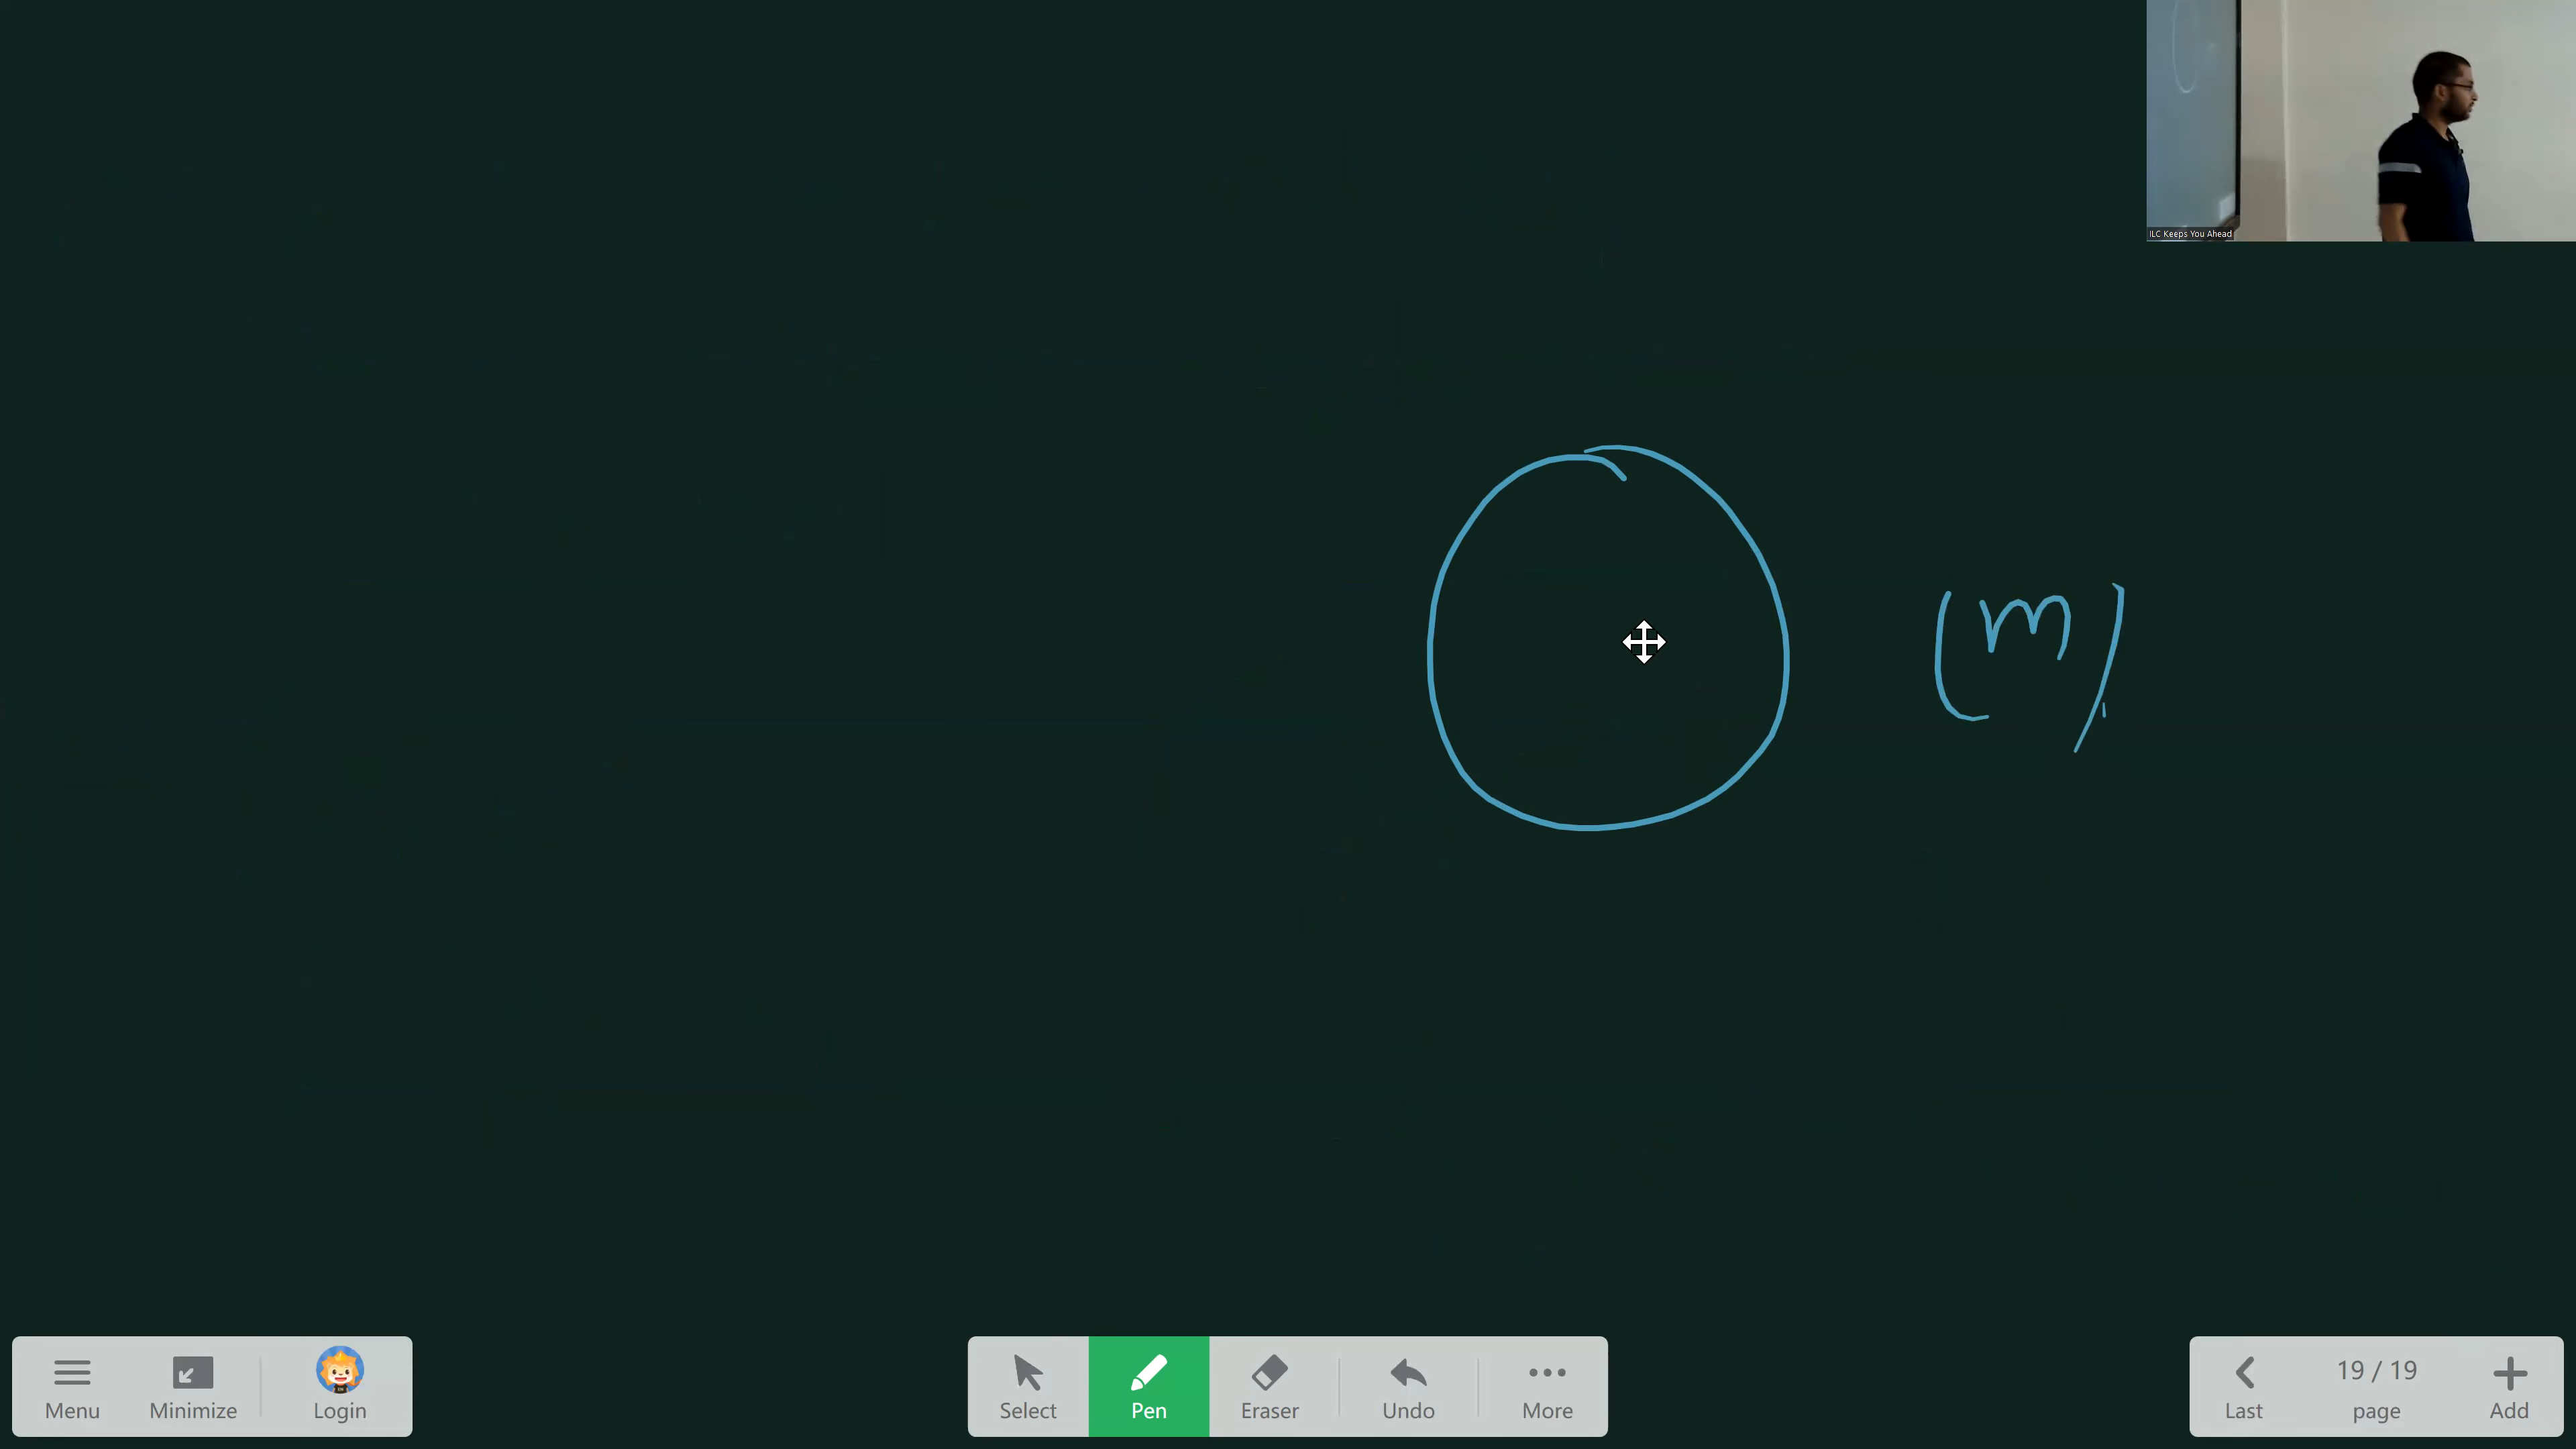 ILC Keeps You Ahead
(m)
Menu
Minimize
Login
Select
Pen
Eraser
Undo
More
Last
19 / 19
page
Add